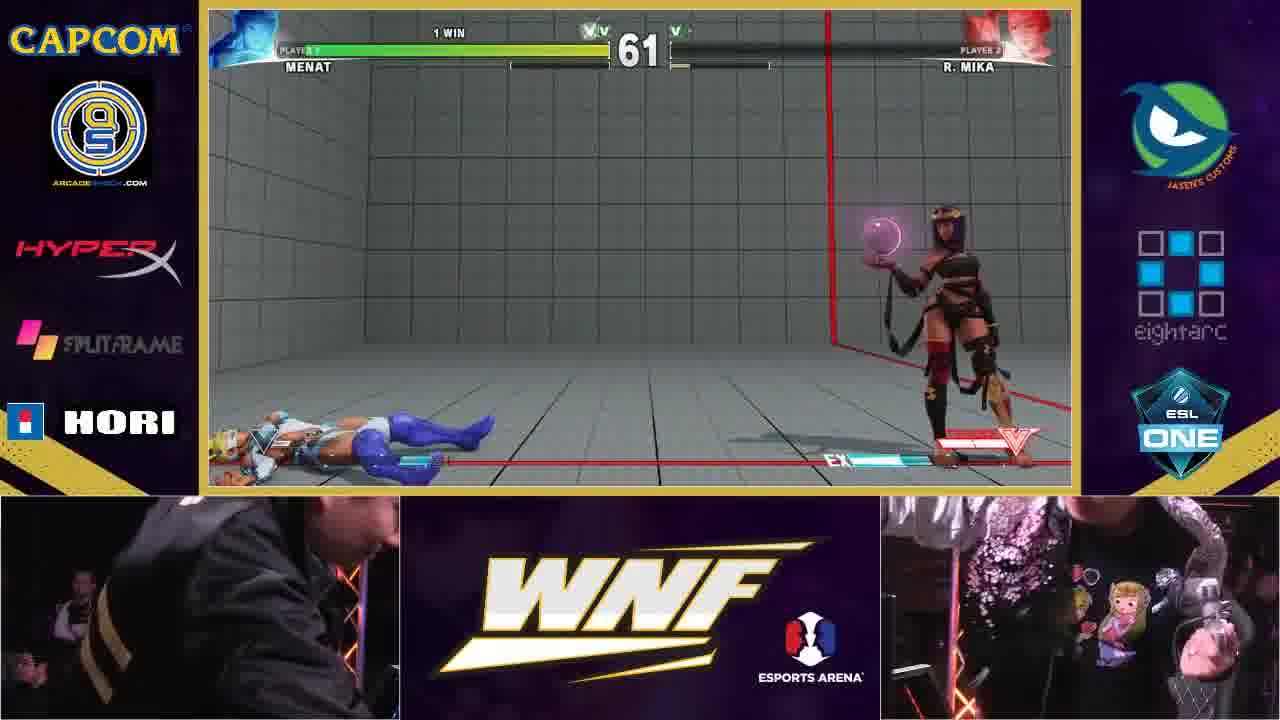 CAPCOM
ARCADESHOCK.COM
HYPERX
SPLITFRAME
HORI
1 WIN
PLAYER 1
MENAT
V
61
V
PLAYER 2
R. MIKA
V
EX
V
JASEN'S CUSTOMS
eightarc
ESL
ONE
WNF
ESPORTS ARENA